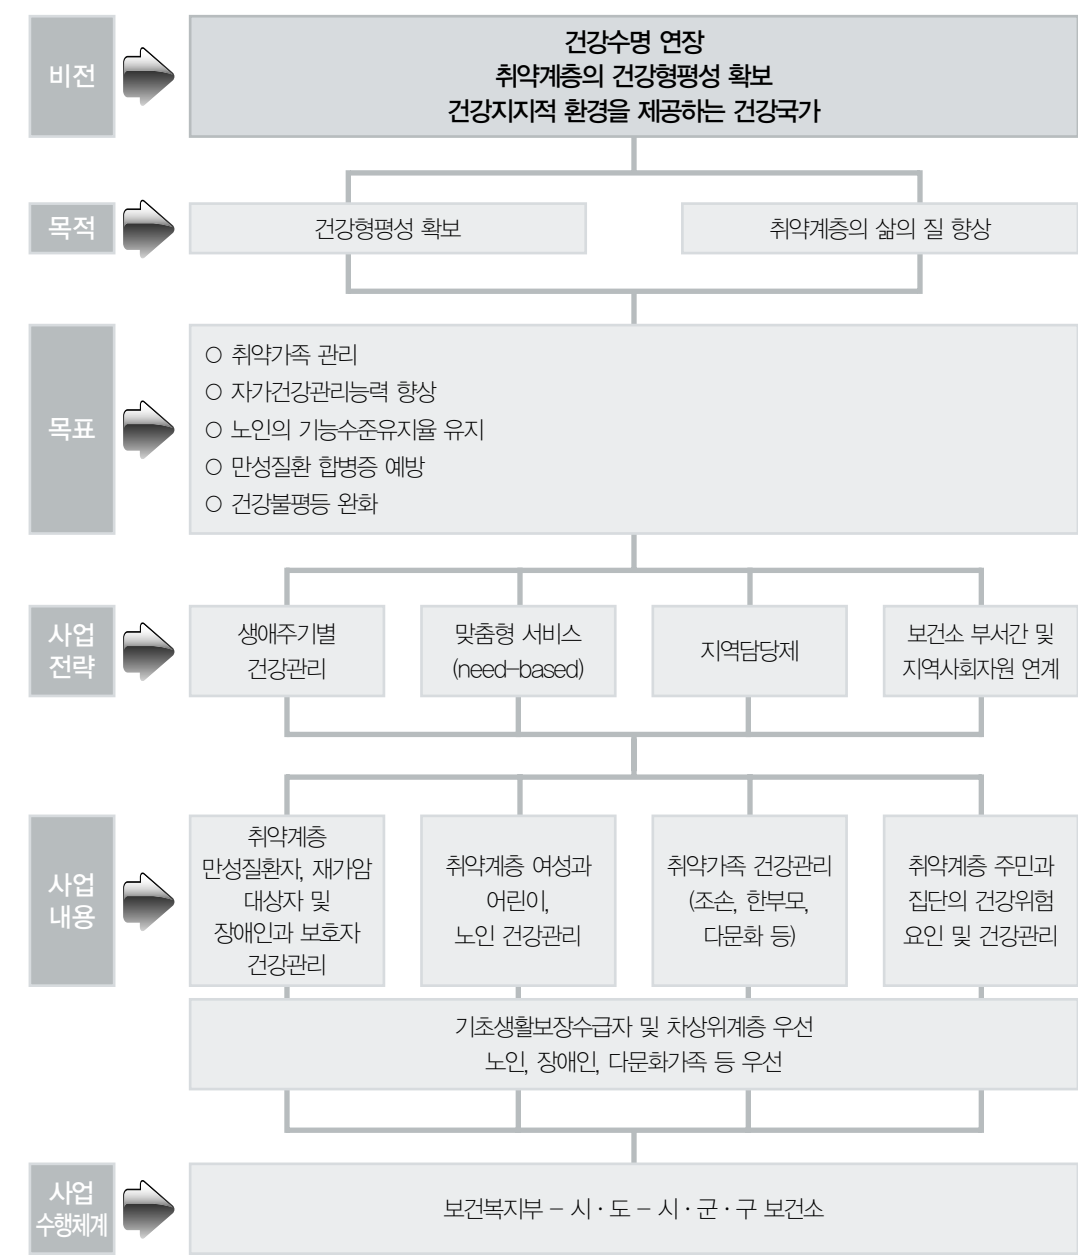 비전
건강수명 연장
취약계층의 건강형평성 확보
건강지지적 환경을 제공하는 건강국가
목적
건강형평성 확보
취약계층의 삶의 질 향상
목표
○ 취약가족 관리
○ 자가건강관리능력 향상
○ 노인의 기능수준유지율 유지
○ 만성질환 합병증 예방
○ 건강불평등 완화
사업
전략
생애주기별
건강관리
맞춤형 서비스
(need-based)
지역담당제
보건소 부서간 및
지역사회자원 연계
사업
내용
취약계층
만성질환자, 재가암
대상자 및
장애인과 보호자
건강관리
취약계층 여성과
어린이,
노인 건강관리
취약가족 건강관리
(조손, 한부모,
다문화 등)
취약계층 주민과
집단의 건강위험
요인 및 건강관리
기초생활보장수급자 및 차상위계층 우선
노인, 장애인, 다문화가족 등 우선
사업
수행체계
보건복지부 – 시 · 도 – 시 · 군 · 구 보건소